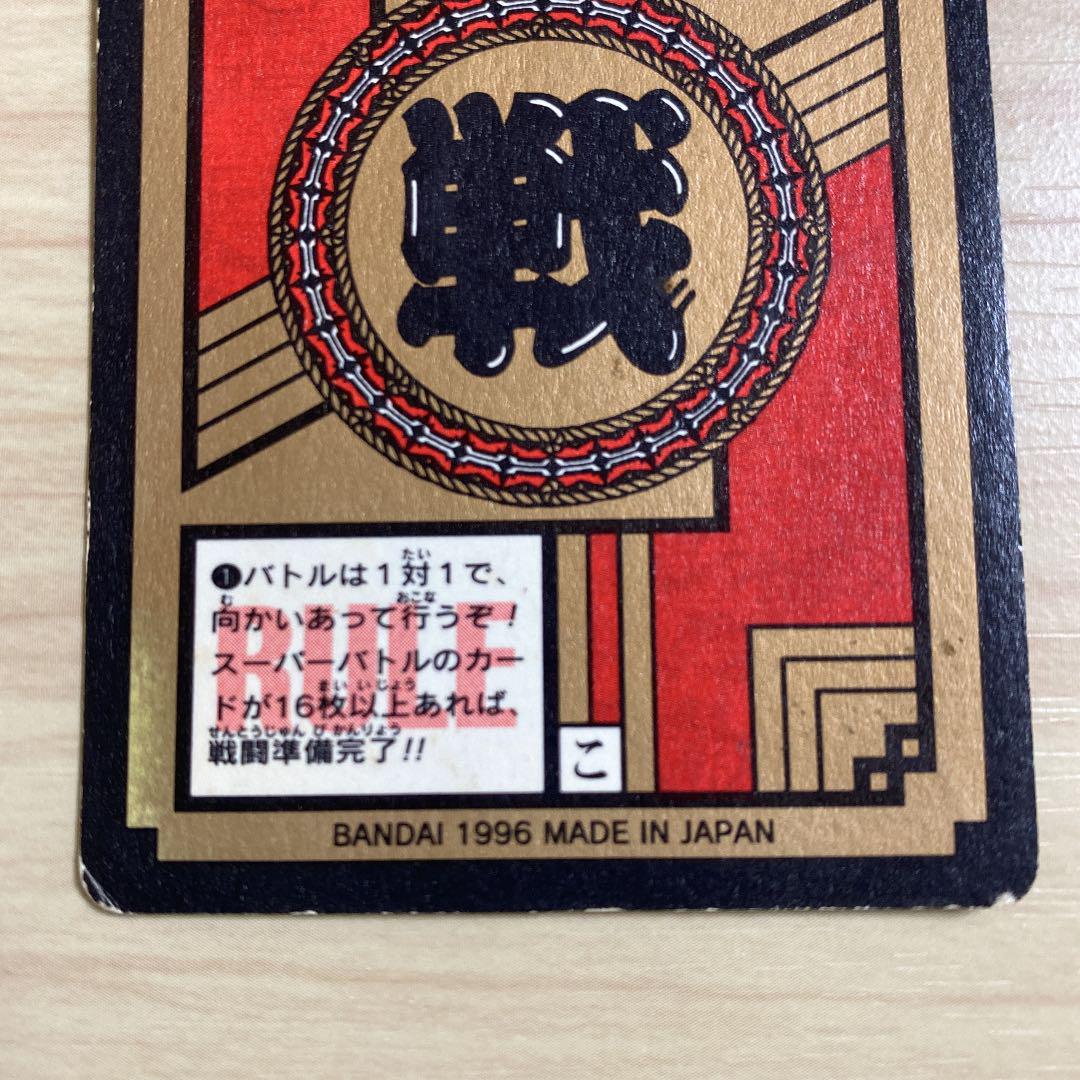 戦
❶バトルは1対1で、
向かいあって行うぞ!
スーパーバトルのカー
ドが16枚以上あれば、
戦闘準備完了!!
RULE
こ
BANDAI 1996 MADE IN JAPAN